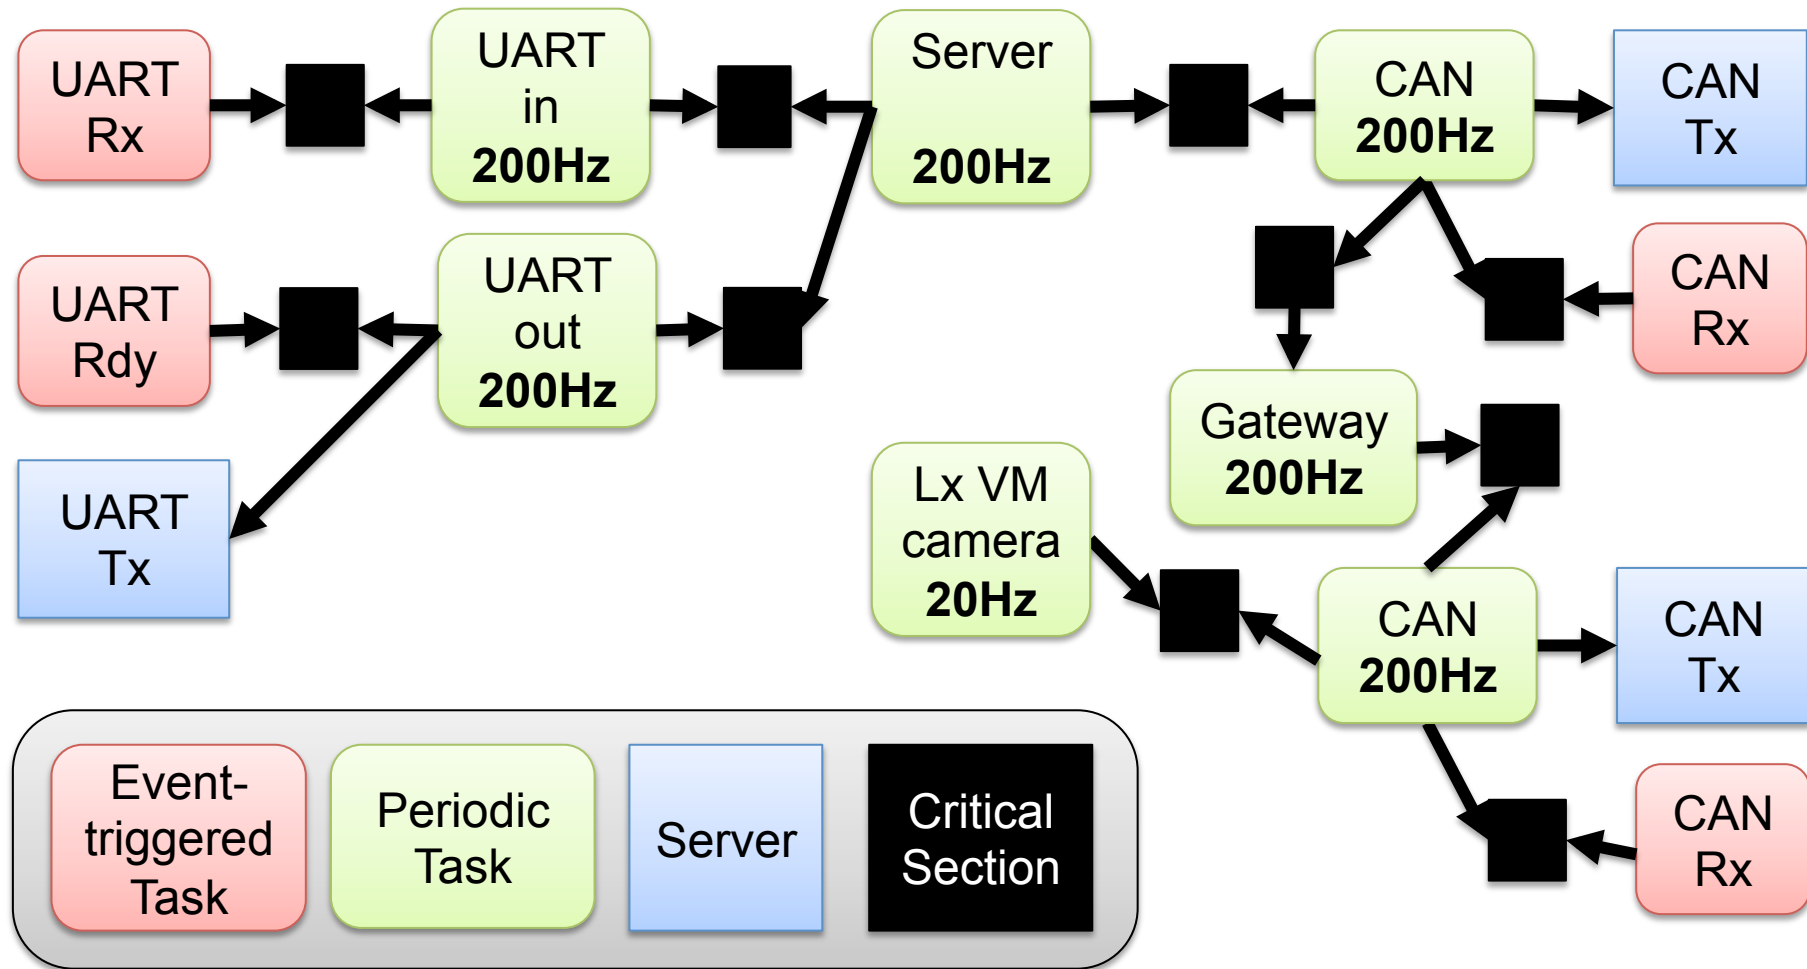 UART
Rx
UART
in
200Hz
Server
200Hz
CAN
200Hz
CAN
Tx
UART
Rdy
UART
out
200Hz
CAN
Rx
Gateway
200Hz
UART
Tx
Lx VM
camera
20Hz
CAN
200Hz
CAN
Tx
Event-
triggered
Task
Periodic
Task
Server
Critical
Section
CAN
Rx